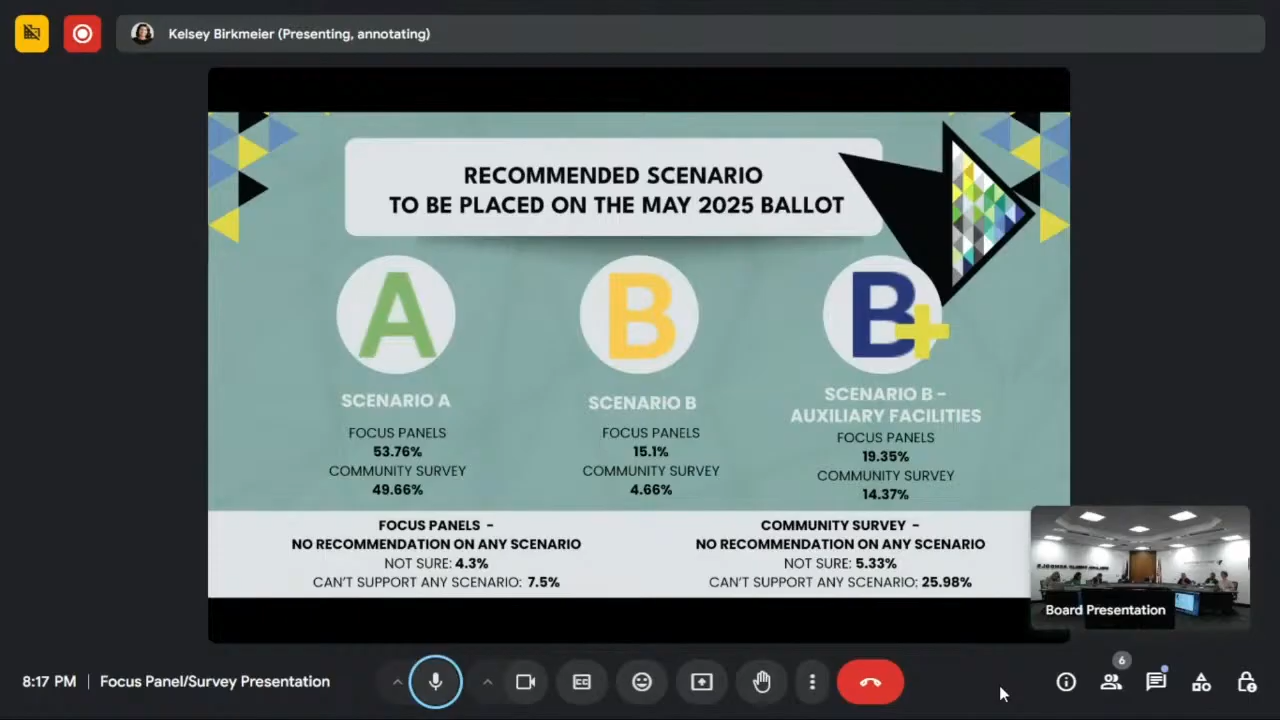 Kelsey Birkmeier (Presenting, annotating)
RECOMMENDED SCENARIO
TO BE PLACED ON THE MAY 2025 BALLOT
A
B
B+
SCENARIO A
FOCUS PANELS
53.76%
COMMUNITY SURVEY
49.66%
SCENARIO B
FOCUS PANELS
15.1%
COMMUNITY SURVEY
4.66%
SCENARIO B -
AUXILIARY FACILITIES
FOCUS PANELS
19.35%
COMMUNITY SURVEY
14.37%
FOCUS PANELS -
NO RECOMMENDATION ON ANY SCENARIO
NOT SURE: 4.3%
CAN'T SUPPORT ANY SCENARIO: 7.5%
COMMUNITY SURVEY -
NO RECOMMENDATION ON ANY SCENARIO
NOT SURE: 5.33%
CAN'T SUPPORT ANY SCENARIO: 25.98%
Board Presentation
8:17 PM | Focus Panel/Survey Presentation
CC
6